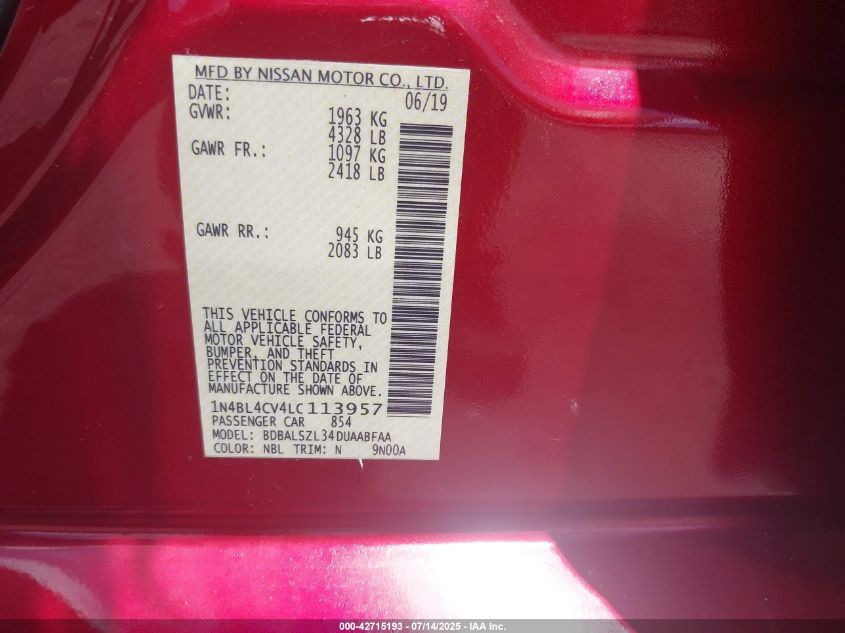 MFD BY NISSAN MOTOR CO., LTD.
DATE: 06/19
GVWR: 1963 KG
4328 LB
GAWR FR.: 1097 KG
2418 LB
GAWR RR.: 945 KG
2083 LB
THIS VEHICLE CONFORMS TO
ALL APPLICABLE FEDERAL
MOTOR VEHICLE SAFETY,
BUMPER, AND THEFT
PREVENTION STANDARDS IN
EFFECT ON THE DATE OF
MANUFACTURE SHOWN ABOVE.
1N4BL4CV4LC113957
PASSENGER CAR 854
MODEL: BDBALSZL34DUAABFAA
COLOR: NBL TRIM: N 9N00A
000-42715193 - 07/14/2025 - IAA Inc.